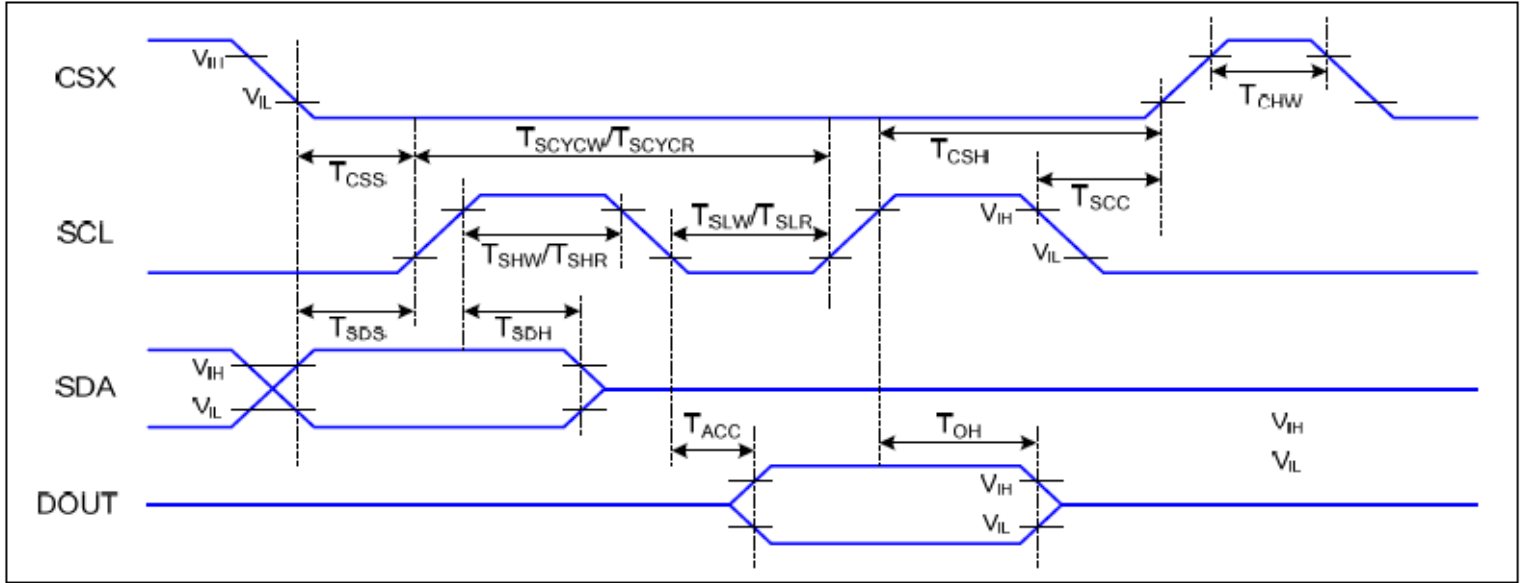 CSX
VIH
VIL
TCHW
TSCYCW/TSCYCR
TCSH
TCSS
TSCC
SCL
TSLW/TSLR
VIH
TSHW/TSHR
VIL
TSDS
TSDH
SDA
VIH
VIL
TACC
TOH
VIH
VIL
DOUT
VIH
VIL